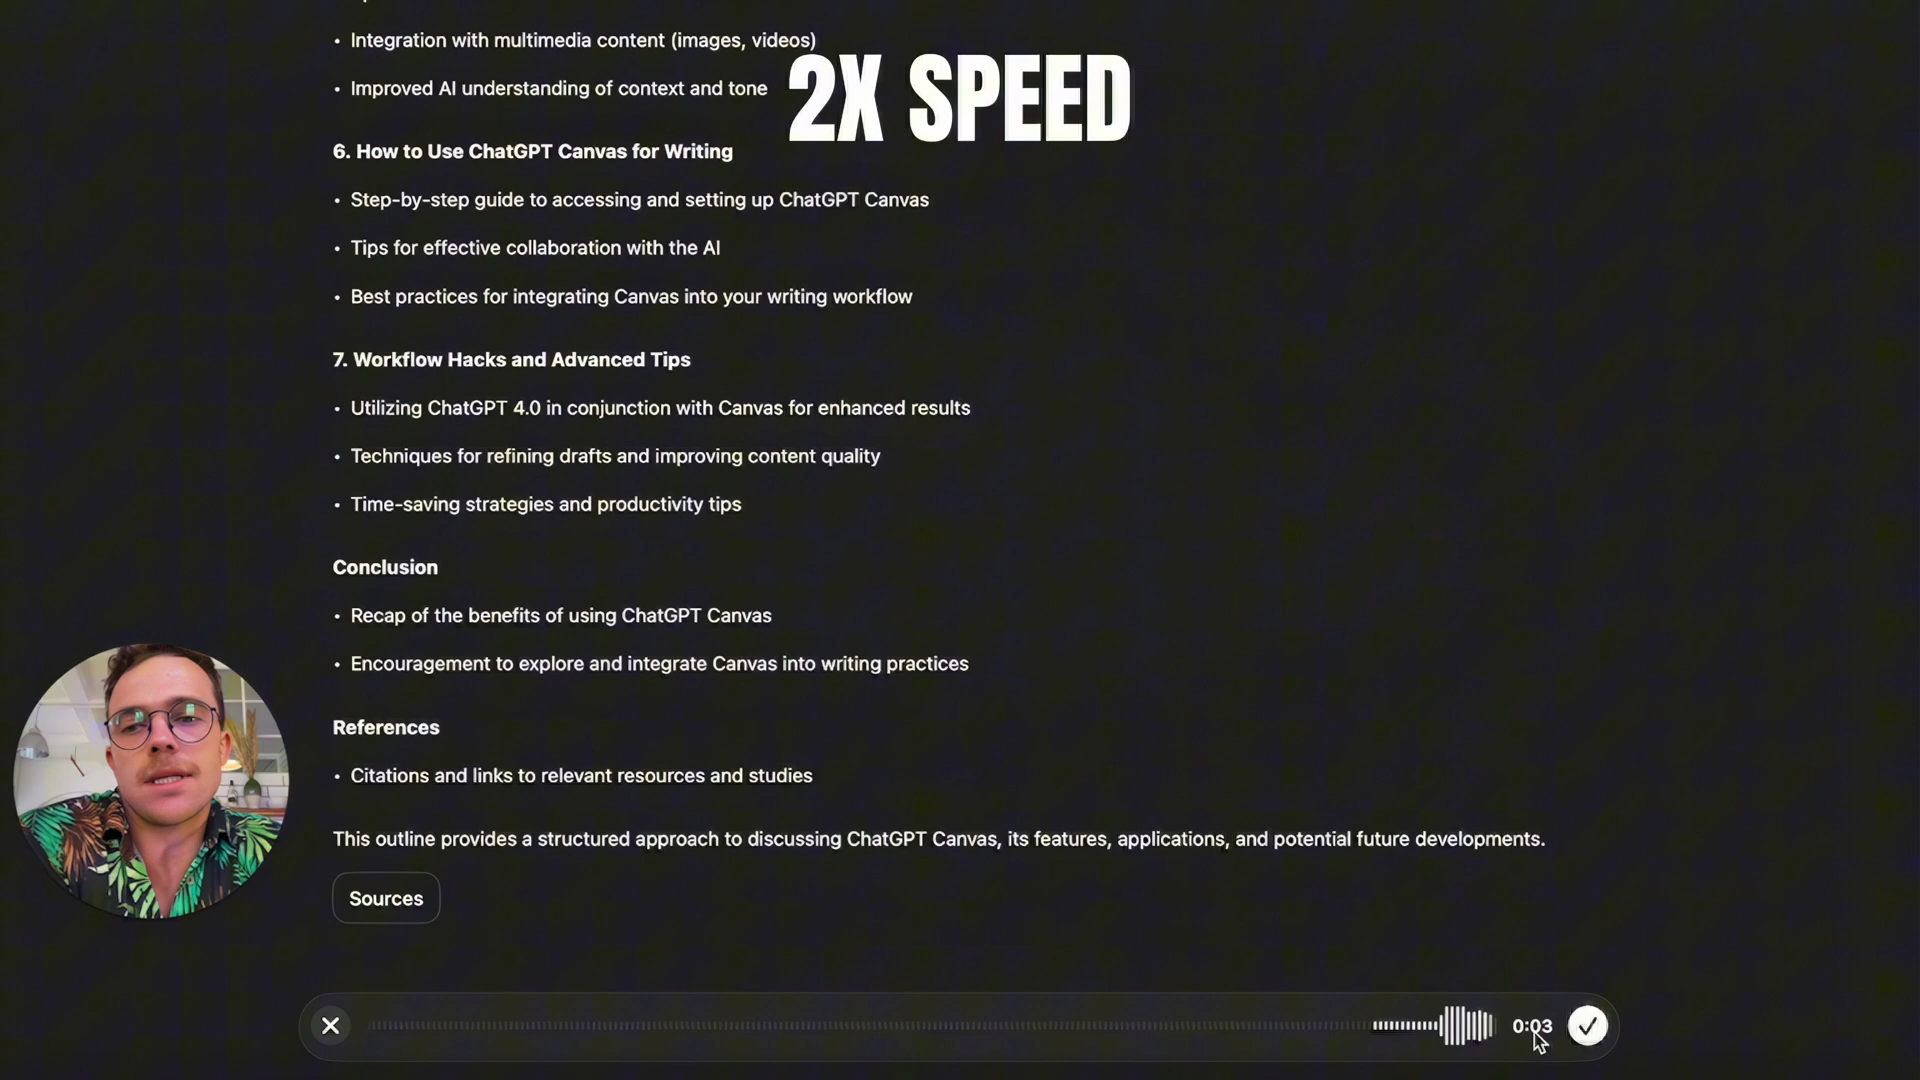 • Integration with multimedia content (images, videos)
2X SPEED
• Improved AI understanding of context and tone
6. How to Use ChatGPT Canvas for Writing
• Step-by-step guide to accessing and setting up ChatGPT Canvas
• Tips for effective collaboration with the AI
• Best practices for integrating Canvas into your writing workflow
7. Workflow Hacks and Advanced Tips
• Utilizing ChatGPT 4.0 in conjunction with Canvas for enhanced results
• Techniques for refining drafts and improving content quality
• Time-saving strategies and productivity tips
Conclusion
• Recap of the benefits of using ChatGPT Canvas
• Encouragement to explore and integrate Canvas into writing practices
References
• Citations and links to relevant resources and studies
This outline provides a structured approach to discussing ChatGPT Canvas, its features, applications, and potential future developments.
Sources
0:03